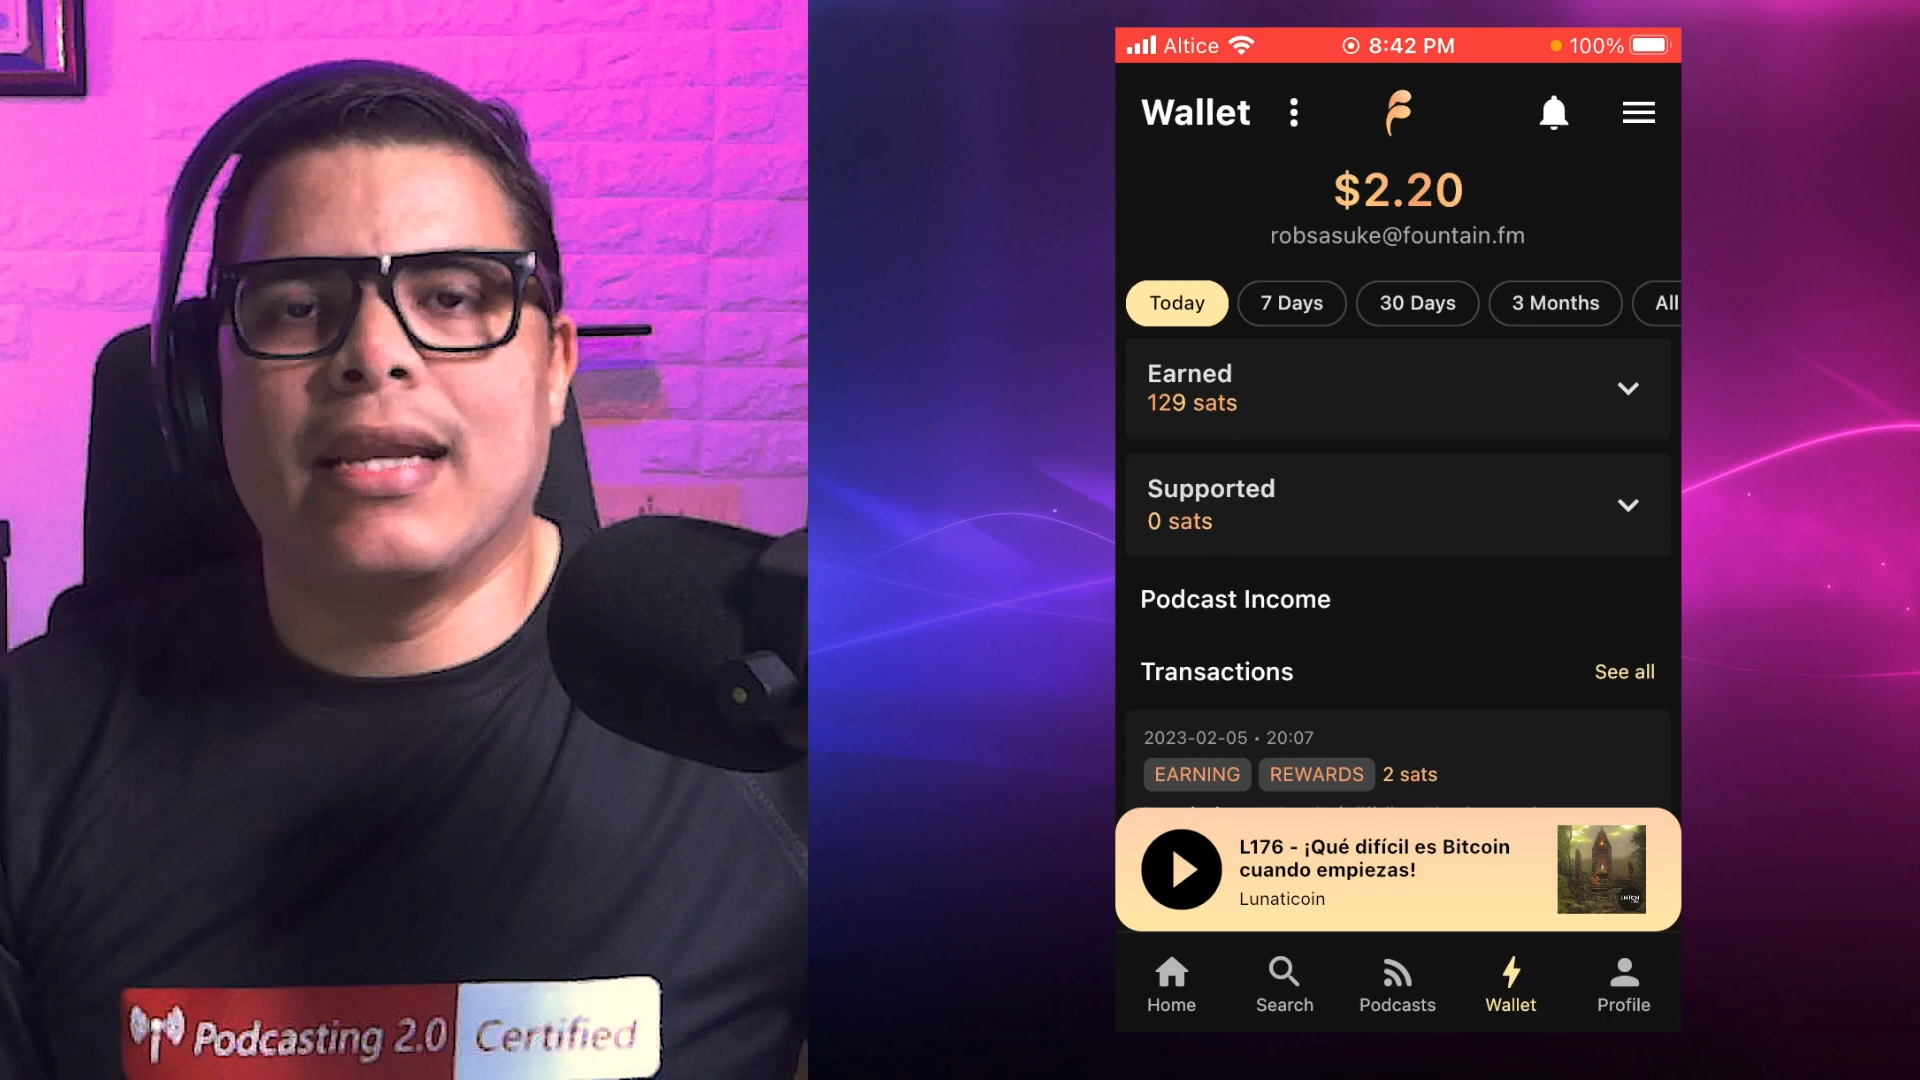 Altice
8:42 PM
100%
Wallet
$2.20
robsasuke@fountain.fm
Today
7 Days
30 Days
3 Months
All
Earned
129 sats
Supported
0 sats
Podcast Income
Transactions
See all
2023-02-05 • 20:07
EARNING REWARDS 2 sats
L176 - ¡Qué difícil es Bitcoin
cuando empiezas!
Lunaticoin
Home
Search
Podcasts
Wallet
Profile
Podcasting 2.0 Certified